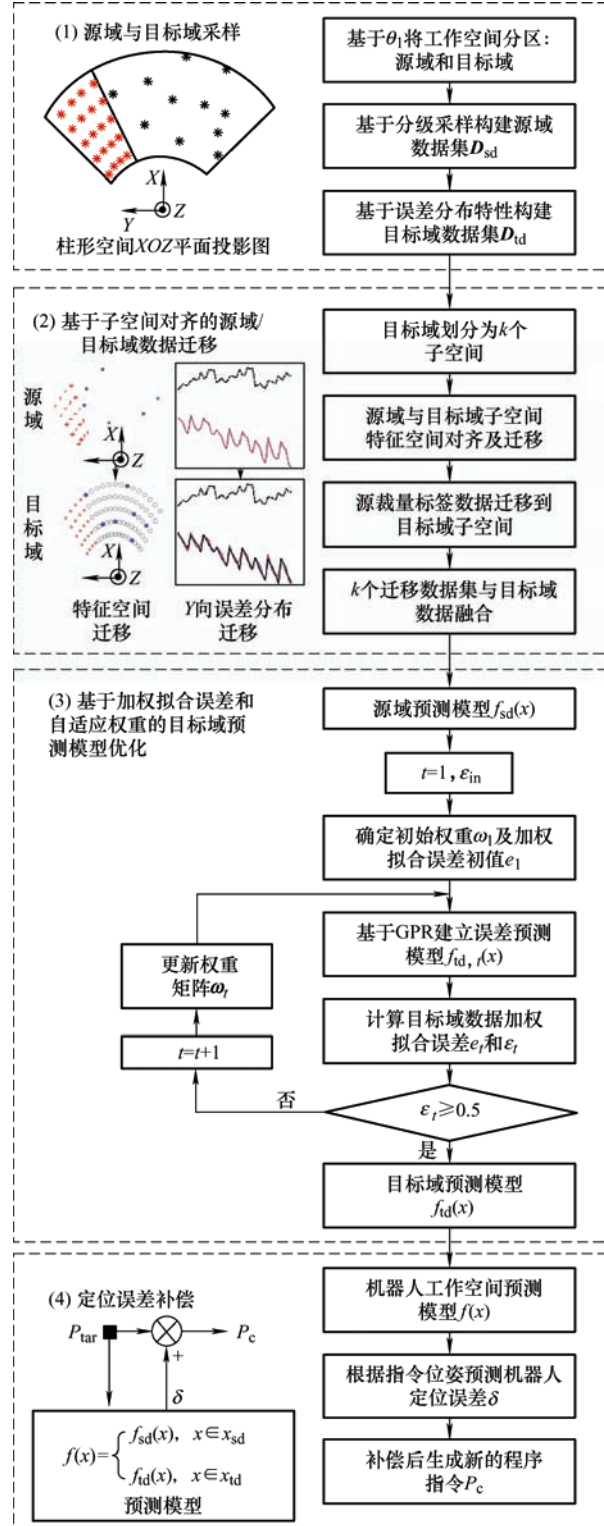 (1) 源域与目标域采样
X
Y
Z
柱形空间XOZ平面投影图
基于θ₁将工作空间分区:
源域和目标域
基于分级采样构建源域
数据集D_sd
基于误差分布特性构建
目标域数据集D_td
(2) 基于子空间对齐的源域/
目标域数据迁移
源
域
X
Z
目
标
域
X
Z
特征空间
迁移
Y向误差分布
迁移
目标域划分为k个
子空间
源域与目标域子空间
特征空间对齐及迁移
源裁量标签数据迁移到
目标域子空间
k个迁移数据集与目标域
数据融合
(3) 基于加权拟合误差和
自适应权重的目标域预
测模型优化
源域预测模型f_sd(x)
t=1, ε_in
确定初始权重ω₁及加权
拟合误差初值e₁
基于GPR建立误差预测
模型f_td, t(x)
更新权重
矩阵ω_t
计算目标域数据加权
拟合误差e_t和ε_t
t=t+1
否
ε_t≥0.5
是
目标域预测模型
f_td(x)
(4) 定位误差补偿
P_tar
P_c
+
δ
f(x)={
f_sd(x), x∈x_sd
f_td(x), x∈x_td
预测模型
机器人工作空间预测
模型f(x)
根据指令位姿预测机器人
定位误差δ
补偿后生成新的程序
指令P_c